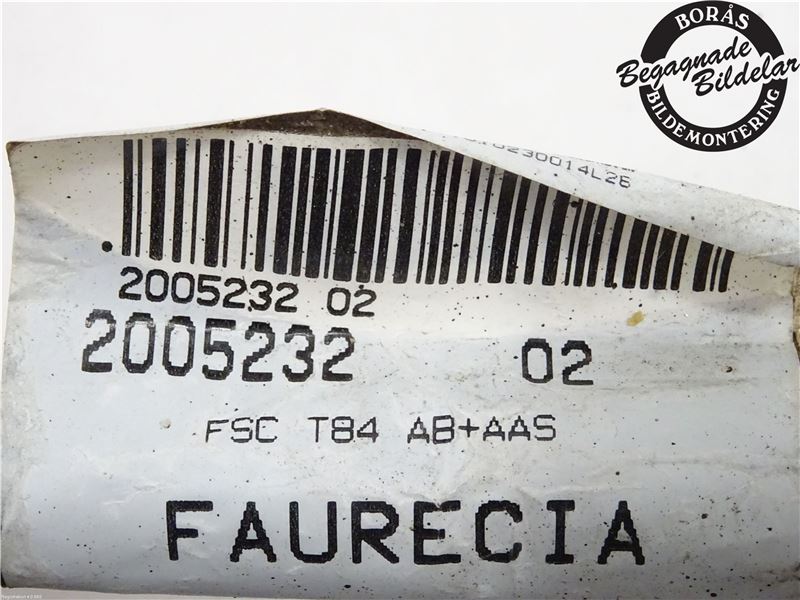 BORÅS
Begagnade
Bildelar
BILDEMONTERING
2005232 02
2005232 02
FSC T84 AB+AAS
FAURECIA